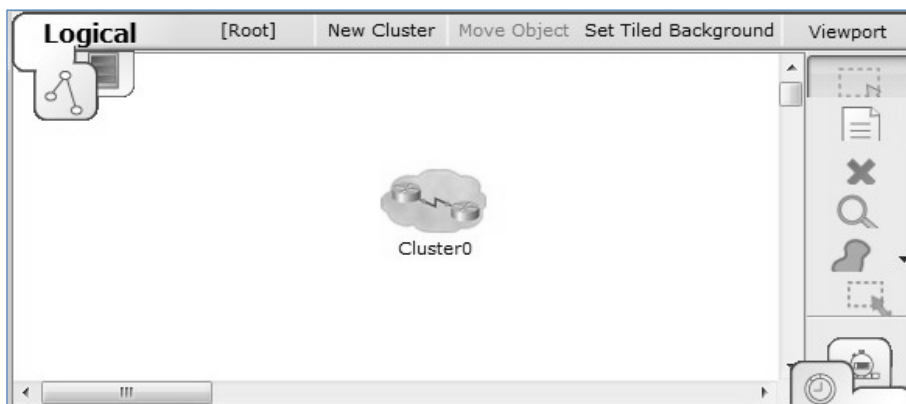 Logical [Root] New Cluster Move Object Set Tiled Background Viewport
Cluster0